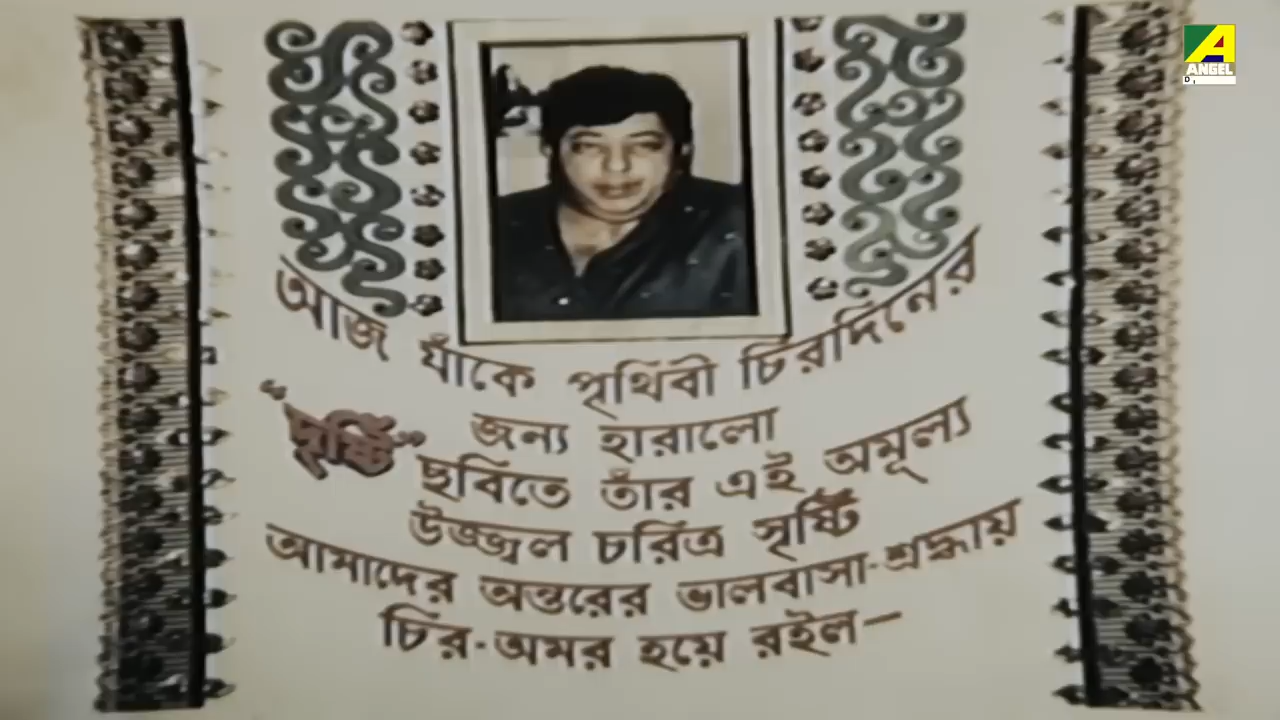 আজ যাঁকে পৃথিবী চিরদিনের
জন্য হারালো
"দৃষ্টি" ছবিতে তাঁর এই অমূল্য
উজ্জ্বল চরিত্র সৃষ্টি
আমাদের অন্তরের ভালবাসা-শ্রদ্ধায়
চির-অমর হয়ে রইল—
A
ANGEL